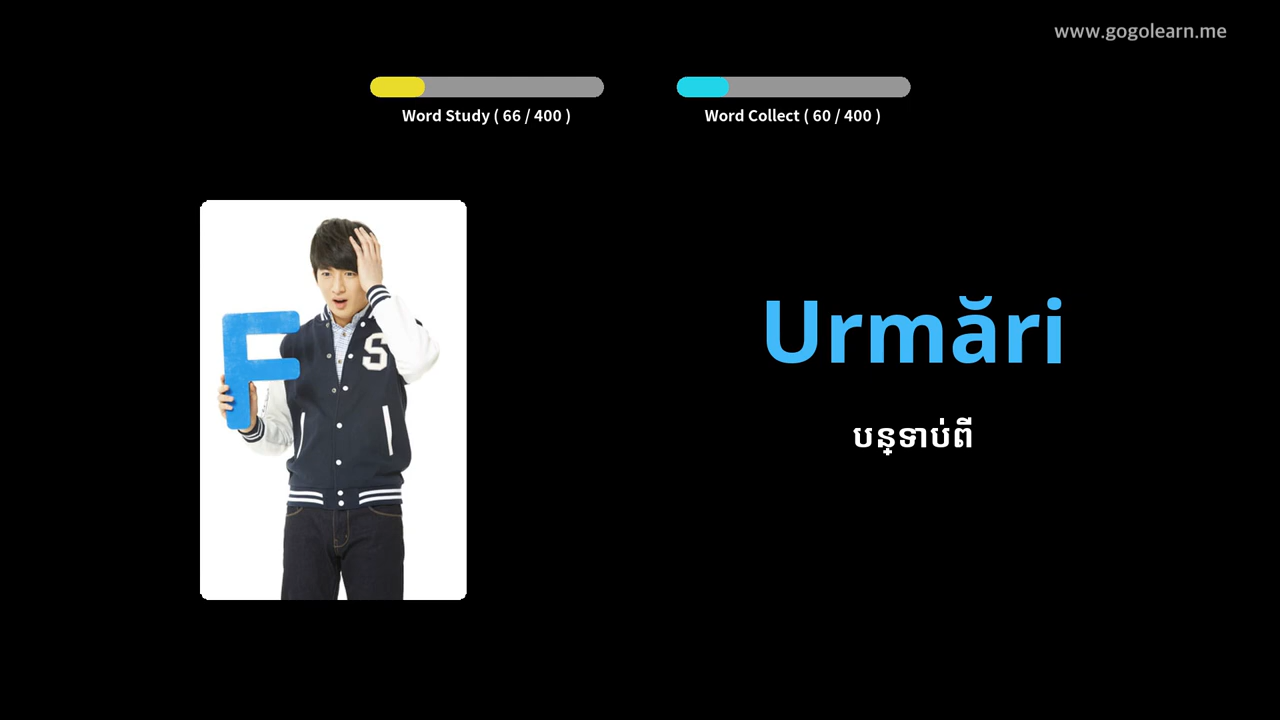 www.gogolearn.me
Word Study ( 66 / 400 )
Word Collect ( 60 / 400 )
F
S
Urmări
បន្ទាប់ពី